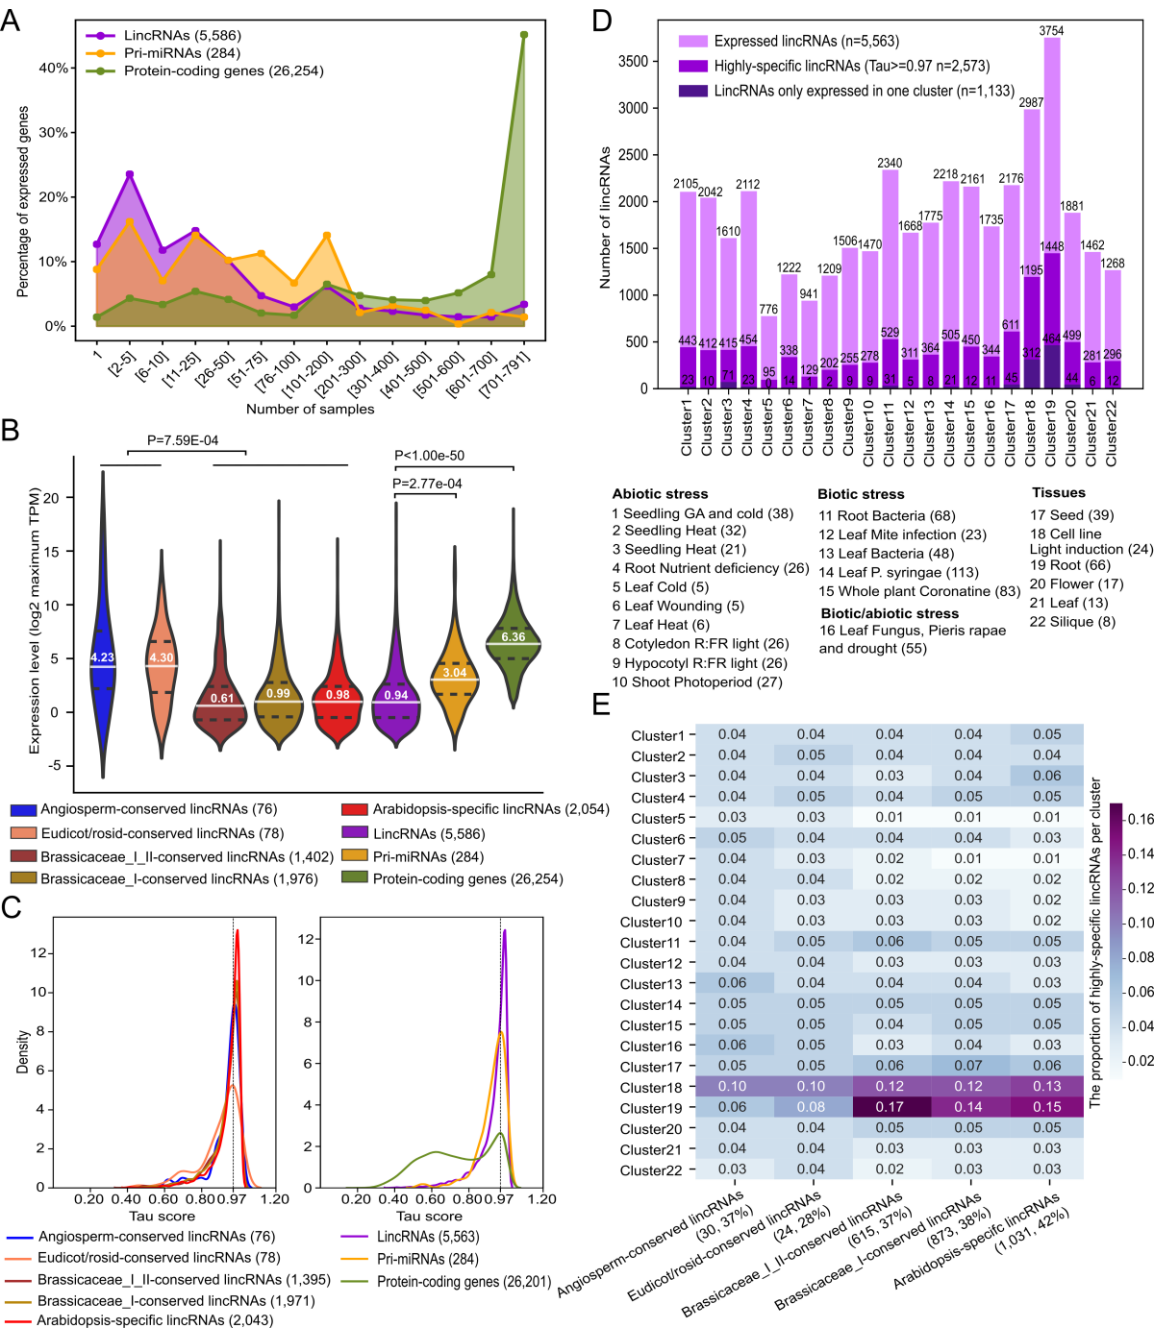 A
LincRNAs (5,586)
Pri-miRNAs (284)
Protein-coding genes (26,254)
Percentage of expressed genes
40%
30%
20%
10%
0%
1
[2-5]
[6-10]
[11-25]
[26-50]
[51-75]
[76-100]
[101-200]
[201-300]
[301-400]
[401-500]
[501-600]
[601-700]
[701-791]
Number of samples
B
P=7.59E-04
P<1.00e-50
P=2.77e-04
Expression level (log2 maximum TPM)
20
15
10
5
0
-5
4.23
4.30
0.61
0.99
0.98
0.94
3.04
6.36
Angiosperm-conserved lincRNAs (76)
Eudicot/rosid-conserved lincRNAs (78)
Brassicaceae_I_II-conserved lincRNAs (1,402)
Brassicaceae_I-conserved lincRNAs (1,976)
Arabidopsis-specific lincRNAs (2,054)
LincRNAs (5,586)
Pri-miRNAs (284)
Protein-coding genes (26,254)
C
Density
12
10
8
6
4
2
0
0.20 0.40 0.60 0.80 0.97 1.20
Tau score
12
10
8
6
4
2
0
0.20 0.40 0.60 0.80 0.97 1.20
Tau score
Angiosperm-conserved lincRNAs (76)
Eudicot/rosid-conserved lincRNAs (78)
Brassicaceae_I_II-conserved lincRNAs (1,395)
Brassicaceae_I-conserved lincRNAs (1,971)
Arabidopsis-specific lincRNAs (2,043)
LincRNAs (5,563)
Pri-miRNAs (284)
Protein-coding genes (26,201)
D
Expressed lincRNAs (n=5,563)
Highly-specific lincRNAs (Tau>=0.97 n=2,573)
LincRNAs only expressed in one cluster (n=1,133)
Number of lincRNAs
3500
3000
2500
2000
1500
1000
500
0
2105 2042 1610 2112 776 1222 941 1209 1506 1470 2340 1668 1775 2218 2161 1735 2176 2987 3754 1881 1462 1268
443 412 415 454 95 338 129 202 255 278 529 311 364 505 450 344 611 1195 1448 499 281 296
23 10 71 23 0 14 1 2 9 9 31 5 8 21 12 11 45 312 464 44 6 12
Cluster1
Cluster2
Cluster3
Cluster4
Cluster5
Cluster6
Cluster7
Cluster8
Cluster9
Cluster10
Cluster11
Cluster12
Cluster13
Cluster14
Cluster15
Cluster16
Cluster17
Cluster18
Cluster19
Cluster20
Cluster21
Cluster22
Abiotic stress
1 Seedling GA and cold (38)
2 Seedling Heat (32)
3 Seedling Heat (21)
4 Root Nutrient deficiency (26)
5 Leaf Cold (5)
6 Leaf Wounding (5)
7 Leaf Heat (6)
8 Cotyledon R:FR light (26)
9 Hypocotyl R:FR light (26)
10 Shoot Photoperiod (27)
Biotic stress
11 Root Bacteria (68)
12 Leaf Mite infection (23)
13 Leaf Bacteria (48)
14 Leaf P. syringae (113)
15 Whole plant Coronatine (83)
Biotic/abiotic stress
16 Leaf Fungus, Pieris rapae
and drought (55)
Tissues
17 Seed (39)
18 Cell line
Light induction (24)
19 Root (66)
20 Flower (17)
21 Leaf (13)
22 Silique (8)
E
Cluster1 0.04 0.04 0.04 0.04 0.05
Cluster2 0.04 0.05 0.04 0.04 0.04
Cluster3 0.04 0.04 0.03 0.04 0.06
Cluster4 0.04 0.05 0.04 0.05 0.05
Cluster5 0.03 0.03 0.01 0.01 0.01
Cluster6 0.05 0.04 0.04 0.04 0.03
Cluster7 0.04 0.03 0.02 0.01 0.01
Cluster8 0.04 0.04 0.02 0.02 0.02
Cluster9 0.04 0.03 0.03 0.03 0.02
Cluster10 0.04 0.03 0.03 0.03 0.02
Cluster11 0.04 0.05 0.06 0.05 0.05
Cluster12 0.04 0.04 0.03 0.03 0.03
Cluster13 0.06 0.04 0.04 0.04 0.03
Cluster14 0.05 0.05 0.05 0.05 0.05
Cluster15 0.05 0.05 0.04 0.05 0.05
Cluster16 0.06 0.05 0.03 0.04 0.03
Cluster17 0.05 0.05 0.06 0.07 0.06
Cluster18 0.10 0.10 0.12 0.12 0.13
Cluster19 0.06 0.08 0.17 0.14 0.15
Cluster20 0.04 0.04 0.05 0.05 0.05
Cluster21 0.04 0.04 0.03 0.03 0.03
Cluster22 0.03 0.04 0.02 0.03 0.03
Angiosperm-conserved lincRNAs
(30, 37%)
Eudicot/rosid-conserved lincRNAs
(24, 28%)
Brassicaceae_I_II-conserved lincRNAs
(615, 37%)
Brassicaceae_I-conserved lincRNAs
(873, 38%)
Arabidopsis-specifc lincRNAs
(1,031, 42%)
0.16
0.14
0.12
0.10
0.08
0.06
0.04
0.02
The proportion of highly-specific lincRNAs per cluster